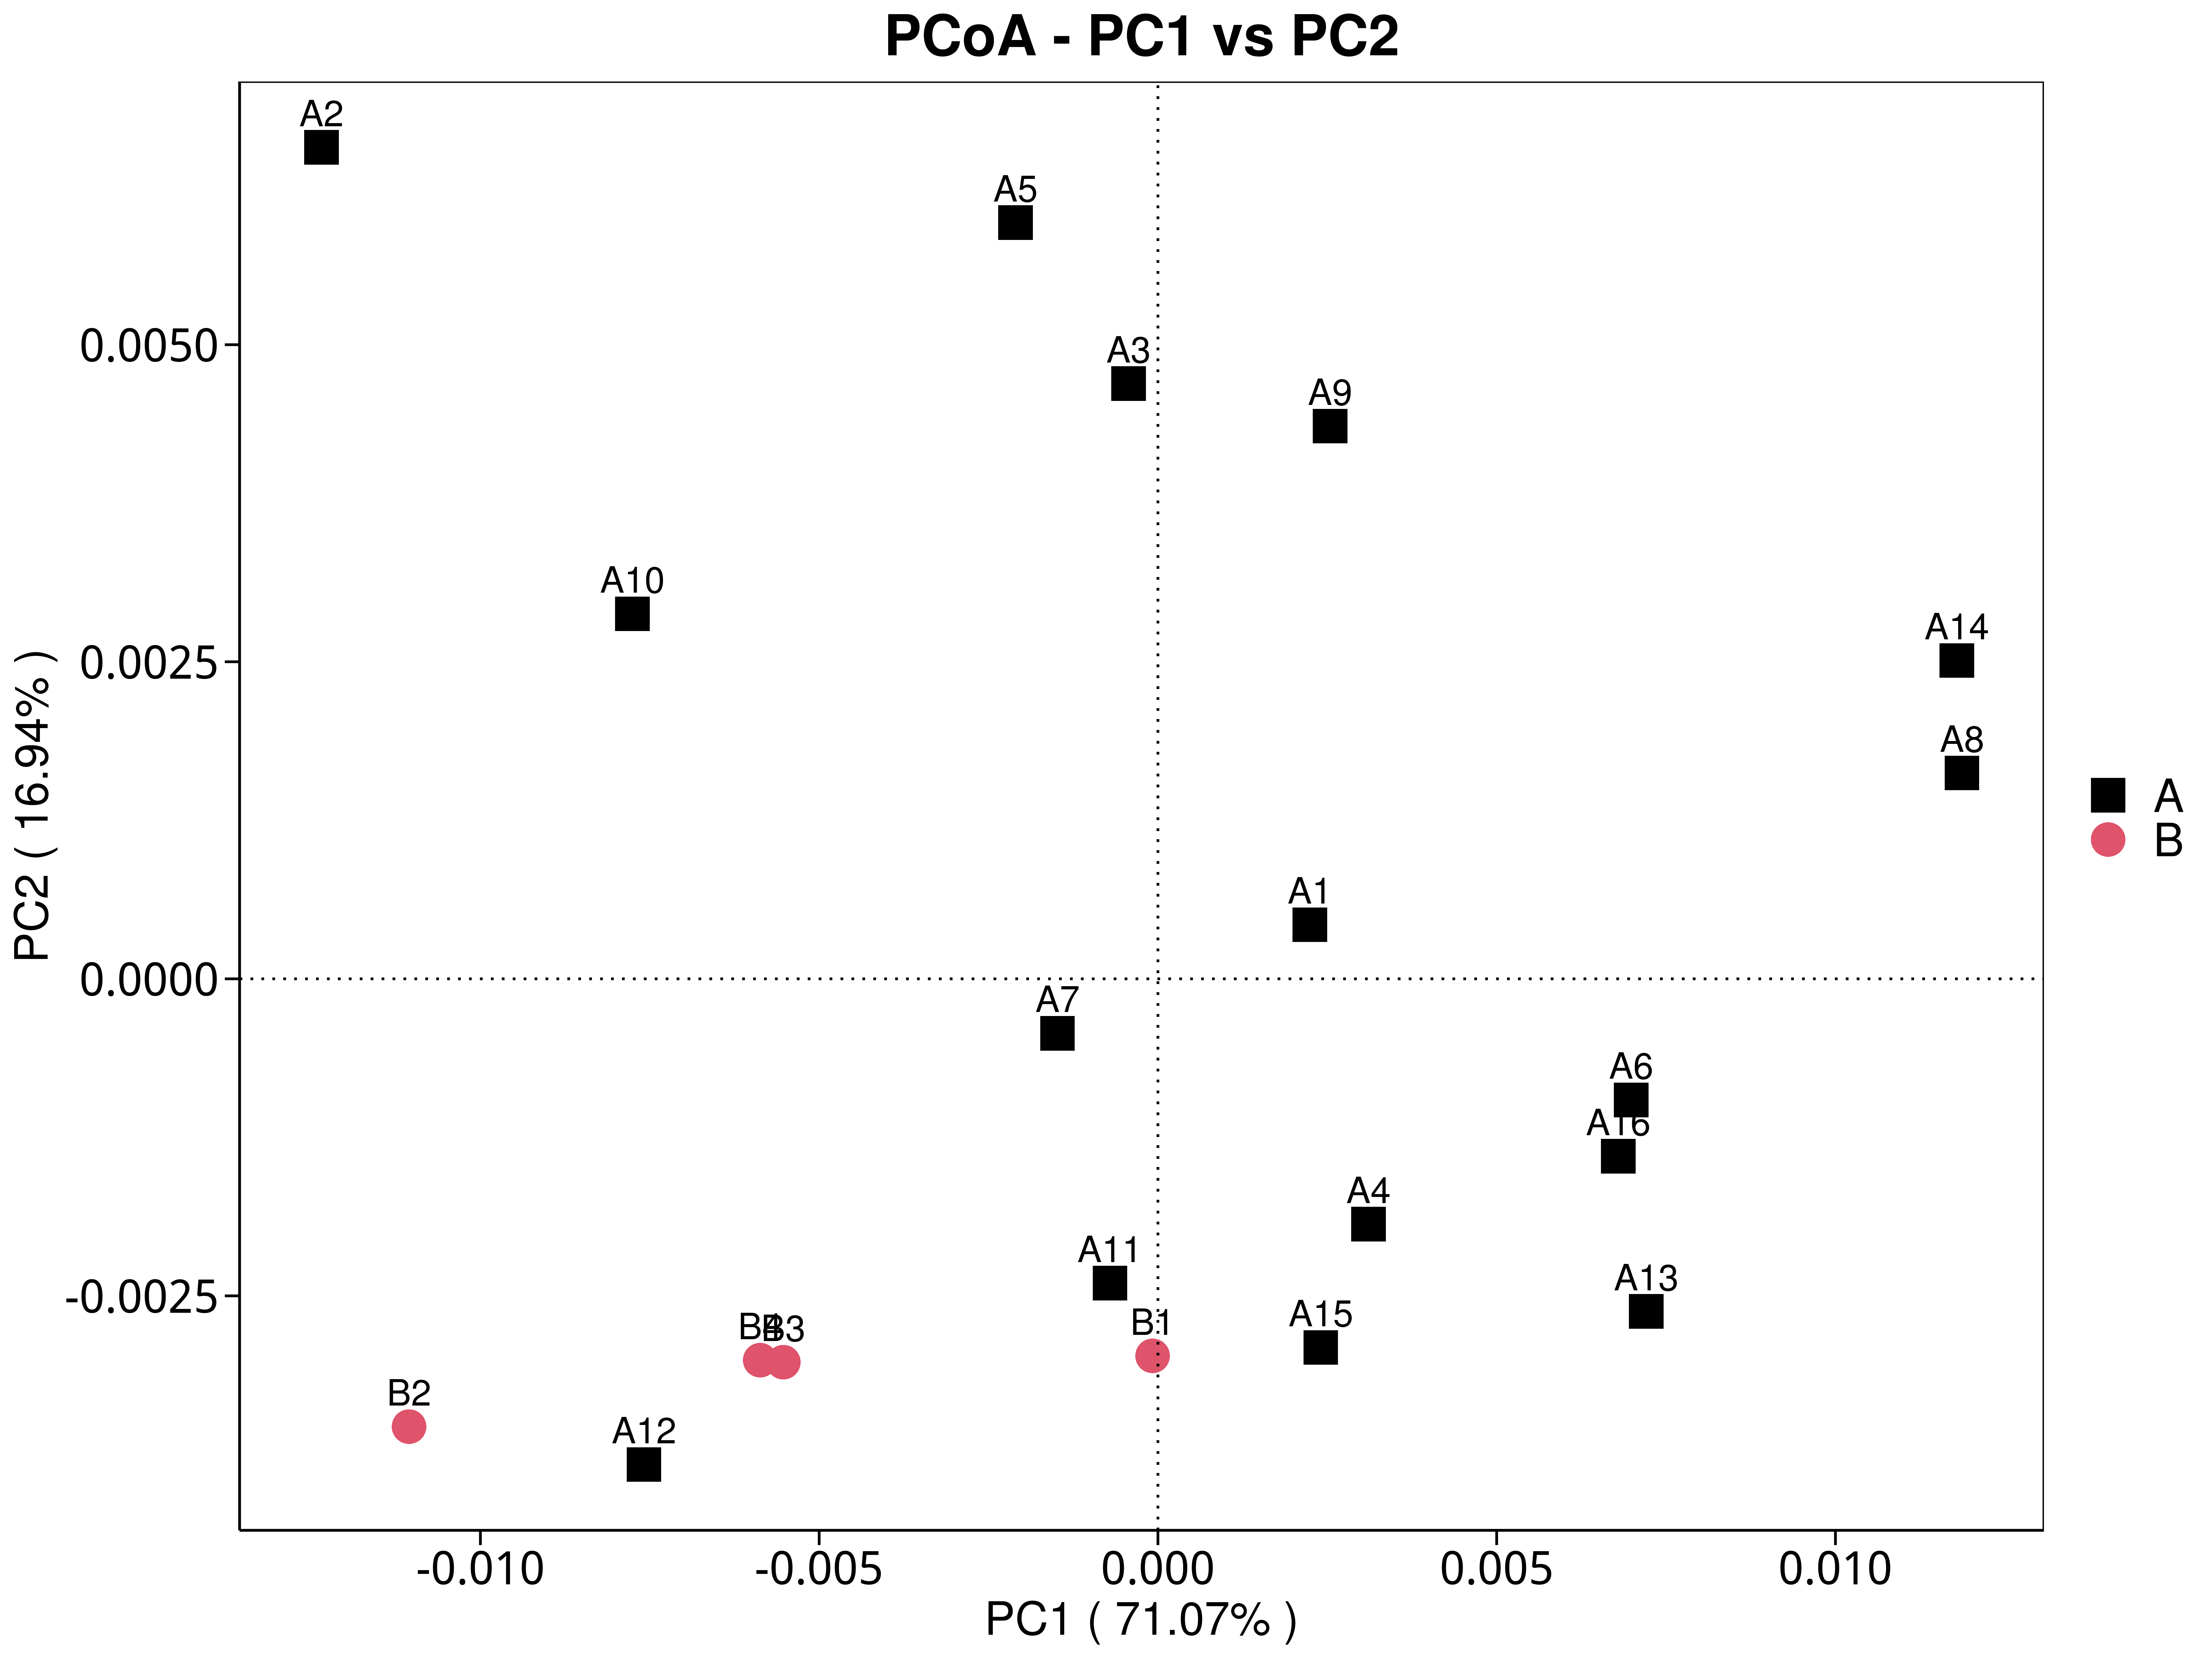 PCoA - PC1 vs PC2
A2
A5
0.0050
A3
A9
A10
A14
0.0025
A8
A
B
A1
PC2 ( 16.94% )
0.0000
A7
A6
A16
A4
A11
A13
-0.0025
A15
B1
B4
B3
B2
A12
-0.010
-0.005
0.000
0.005
0.010
PC1 ( 71.07% )